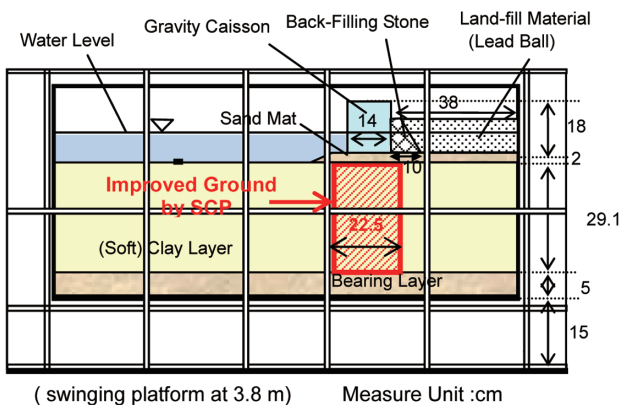 Gravity Caisson
Back-Filling Stone
Land-fill Material
(Lead Ball)
Water Level
38
Sand Mat
14
18
10
2
Improved Ground
by SCP
22.5
29.1
(Soft) Clay Layer
Bearing Layer
5
15
( swinging platform at 3.8 m)
Measure Unit :cm